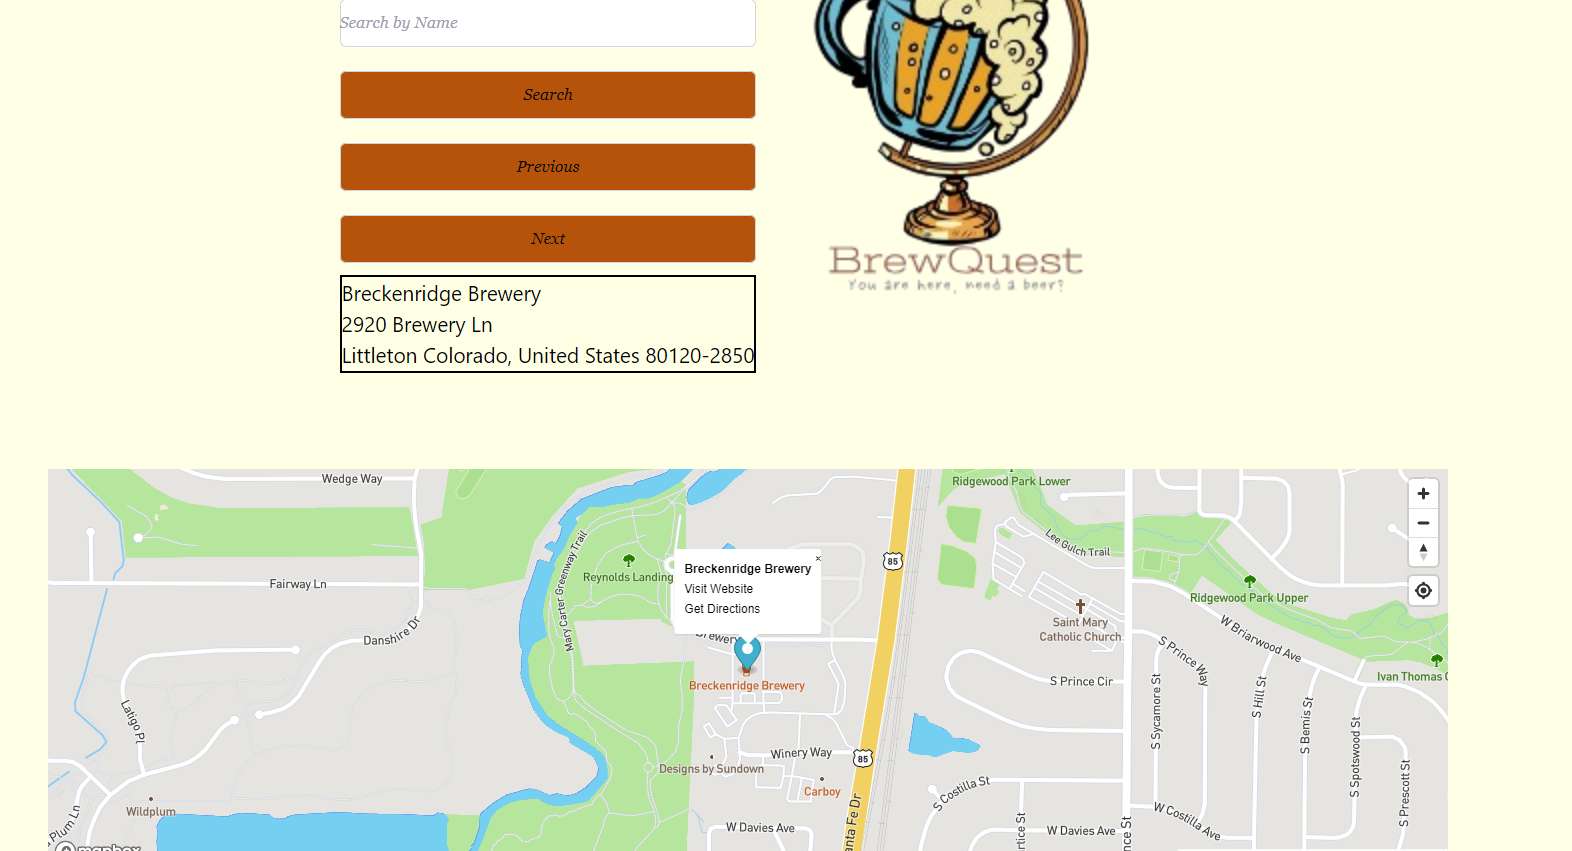 Search by Name
Search
Previous
Next
BrewQuest
You are here, need a beer?
Breckenridge Brewery
2920 Brewery Ln
Littleton Colorado, United States 80120-2850
Wedge Way
Ridgewood Park Lower
Mary Carter Greenway Trail
Lee Gulch Trail
85
Breckenridge Brewery
×
Visit Website
Get Directions
Reynolds Landing
Fairway Ln
Ridgewood Park Upper
Saint Mary
Catholic Church
Danshire Dr
Brewery
W Briarwood Ave
S Prince Way
Ivan Thomas
Breckenridge Brewery
S Prince Cir
S Sycamore St
S Hill St
S Bemis St
S Spotswood St
S Prescott St
Latigo Pl
Winery Way
85
Designs by Sundown
Carboy
S Costilla St
Wildplum
Plum Ln
W Davies Ave
anta Fe Dr
rtice St
W Davies Ave
nce St
W Costilla Ave
mapbox